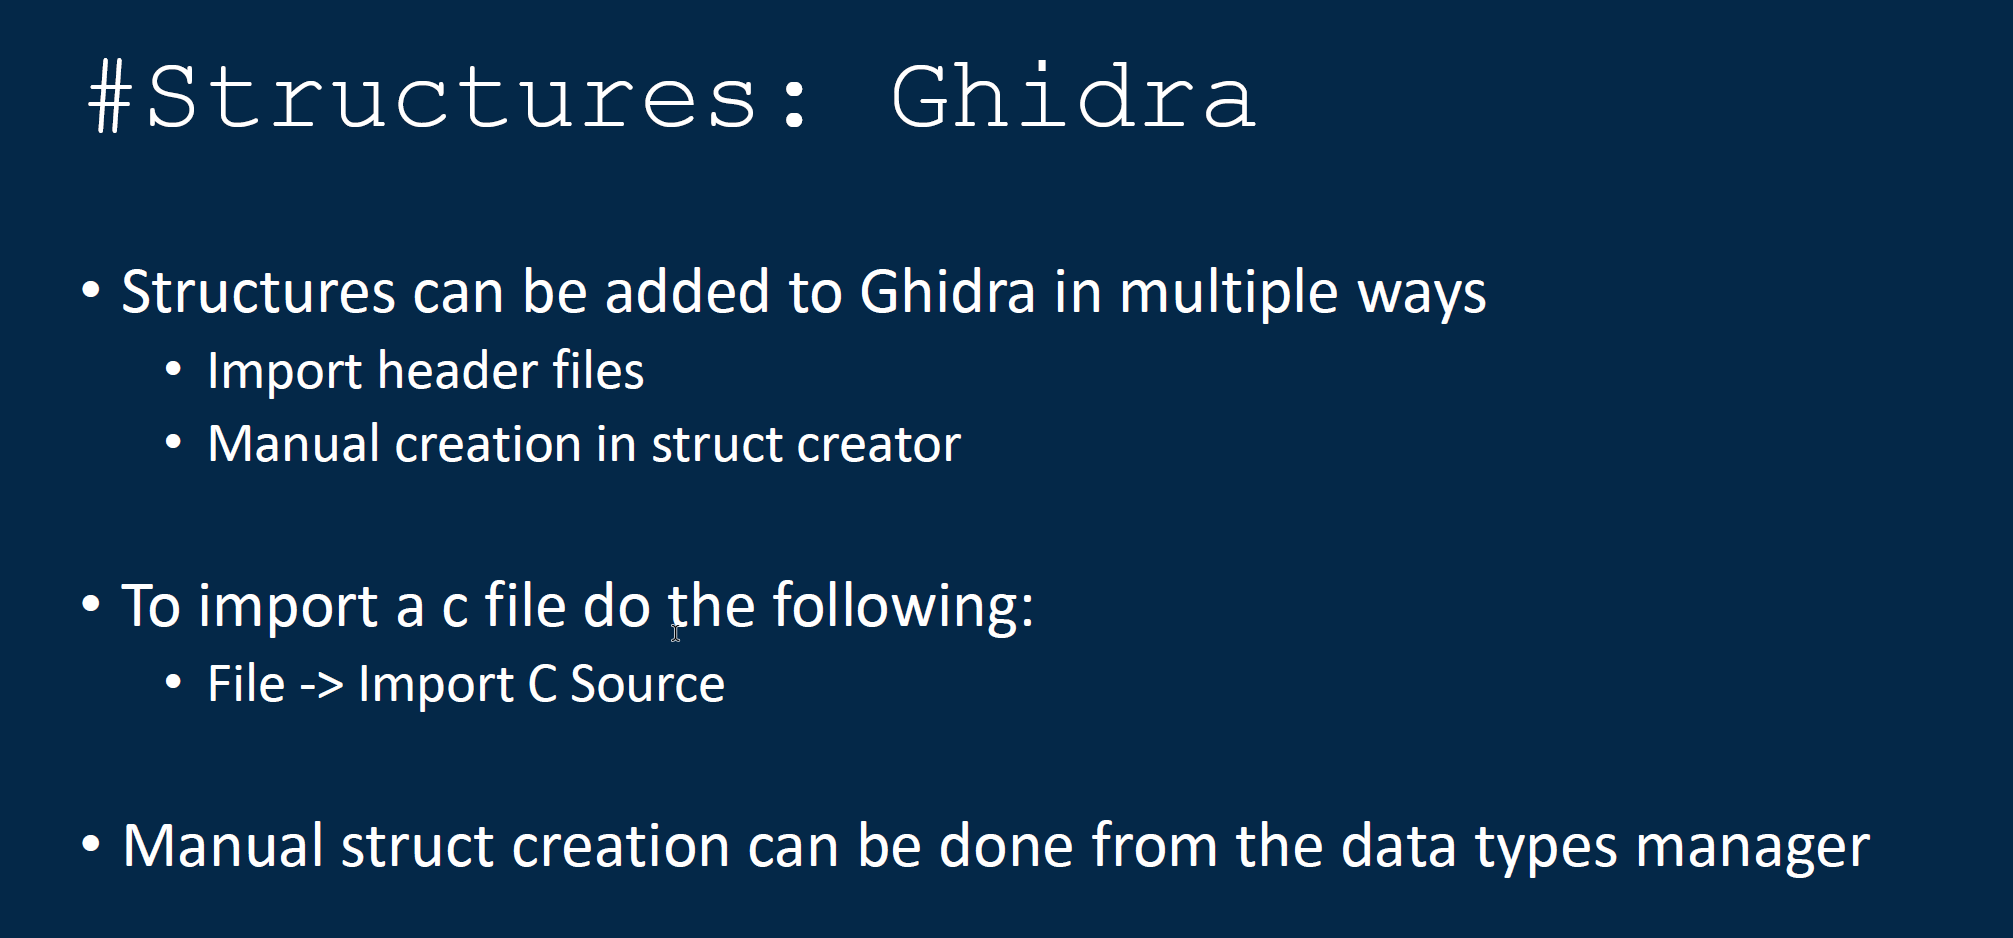 #Structures: Ghidra
• Structures can be added to Ghidra in multiple ways
• Import header files
• Manual creation in struct creator
• To import a c file do the following:
• File -> Import C Source
• Manual struct creation can be done from the data types manager